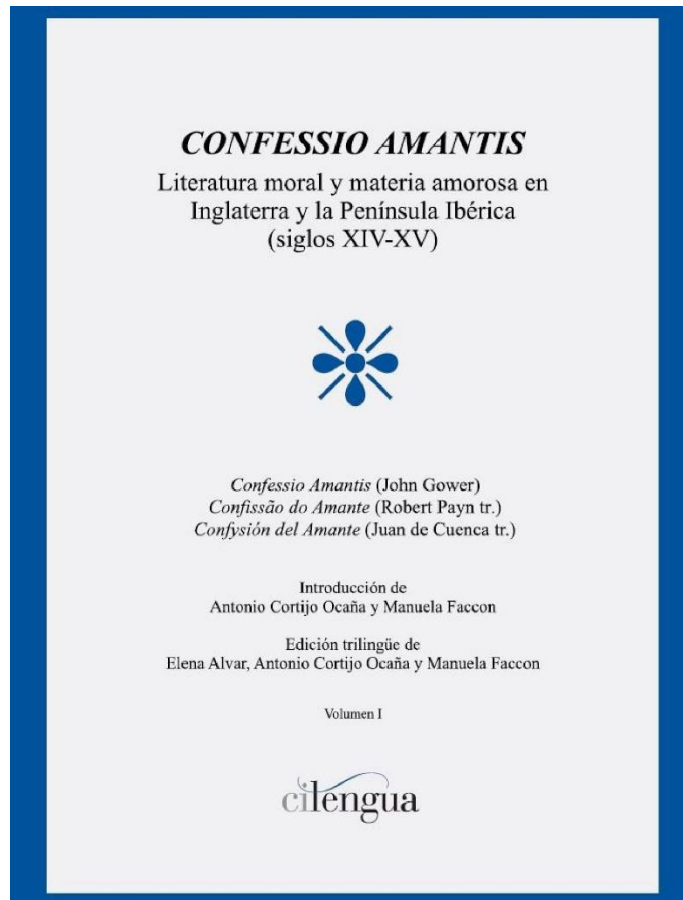 CONFESSIO AMANTIS
Literatura moral y materia amorosa en
Inglaterra y la Península Ibérica
(siglos XIV-XV)
Confessio Amantis (John Gower)
Confissão do Amante (Robert Payn tr.)
Confysión del Amante (Juan de Cuenca tr.)
Introducción de
Antonio Cortijo Ocaña y Manuela Faccon
Edición trilingüe de
Elena Alvar, Antonio Cortijo Ocaña y Manuela Faccon
Volumen I
cilengua